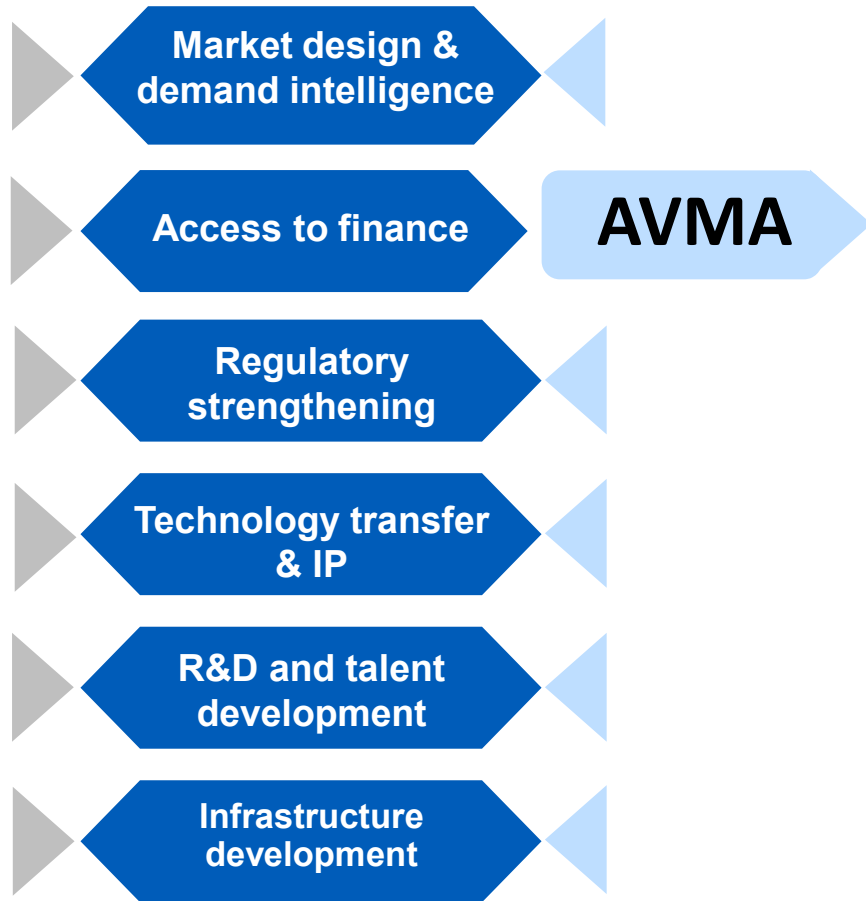 Market design &
demand intelligence
Access to finance
AVMA
Regulatory
strengthening
Technology transfer
& IP
R&D and talent
development
Infrastructure
development